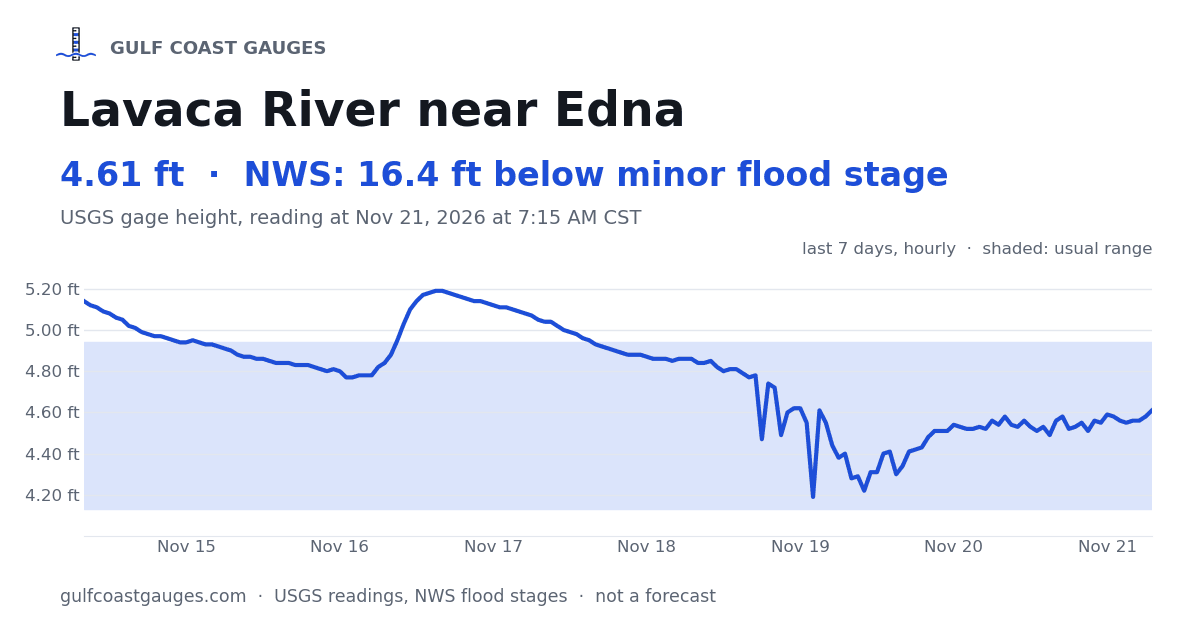 GULF COAST GAUGES
Lavaca River near Edna
4.61 ft · NWS: 16.4 ft below minor flood stage
USGS gage height, reading at Nov 21, 2026 at 7:15 AM CST
last 7 days, hourly · shaded: usual range
5.20 ft
5.00 ft
4.80 ft
4.60 ft
4.40 ft
4.20 ft
Nov 15 Nov 16 Nov 17 Nov 18 Nov 19 Nov 20 Nov 21
gulfcoastgauges.com · USGS readings, NWS flood stages · not a forecast